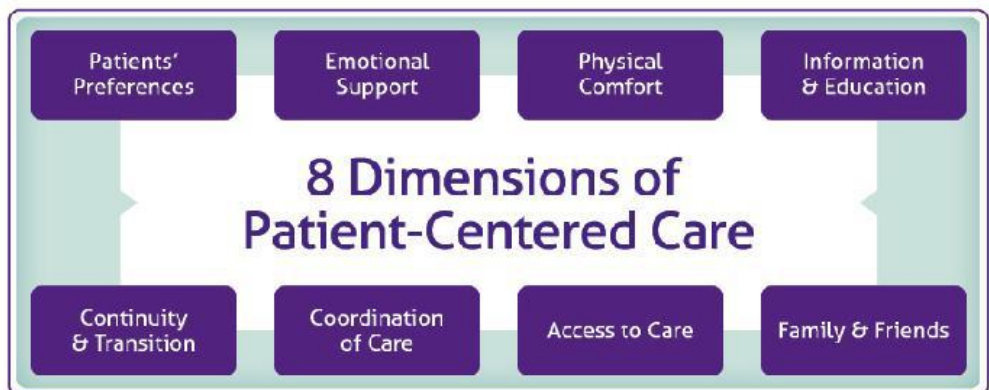 Patients'
Preferences
Emotional
Support
Physical
Comfort
Information
& Education
8 Dimensions of
Patient-Centered Care
Continuity
& Transition
Coordination
of Care
Access to Care
Family & Friends